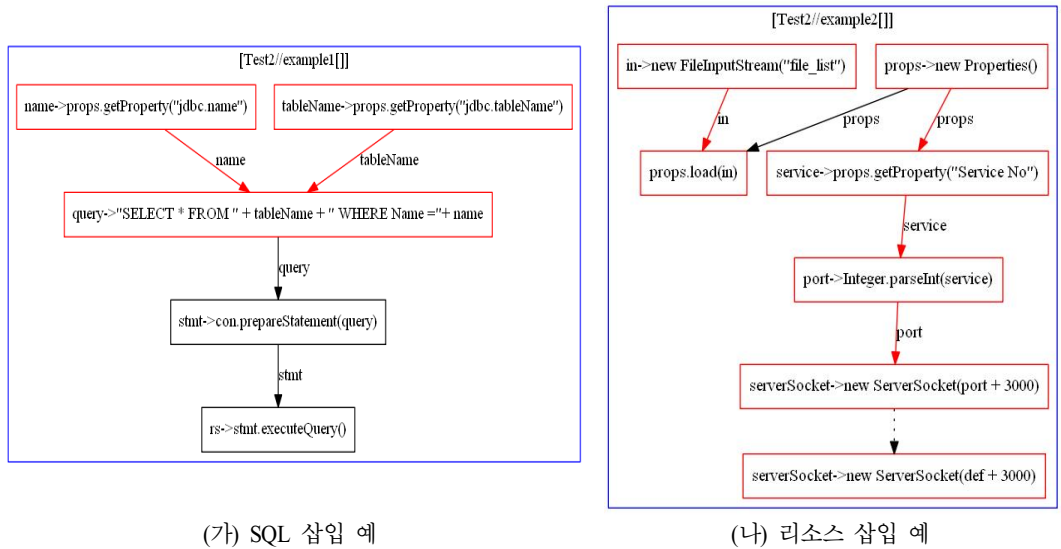 [Test2//example1[]]
name->props.getProperty("jdbc.name")
tableName->props.getProperty("jdbc.tableName")
name
tableName
query->"SELECT * FROM " + tableName + " WHERE Name ="+ name
query
stmt->con.prepareStatement(query)
stmt
rs->stmt.executeQuery()
(가) SQL 삽입 예
[Test2//example2[]]
in->new FileInputStream("file_list")
props->new Properties()
in
props
props
props.load(in)
service->props.getProperty("Service No")
service
port->Integer.parseInt(service)
port
serverSocket->new ServerSocket(port + 3000)
serverSocket->new ServerSocket(def + 3000)
(나) 리소스 삽입 예